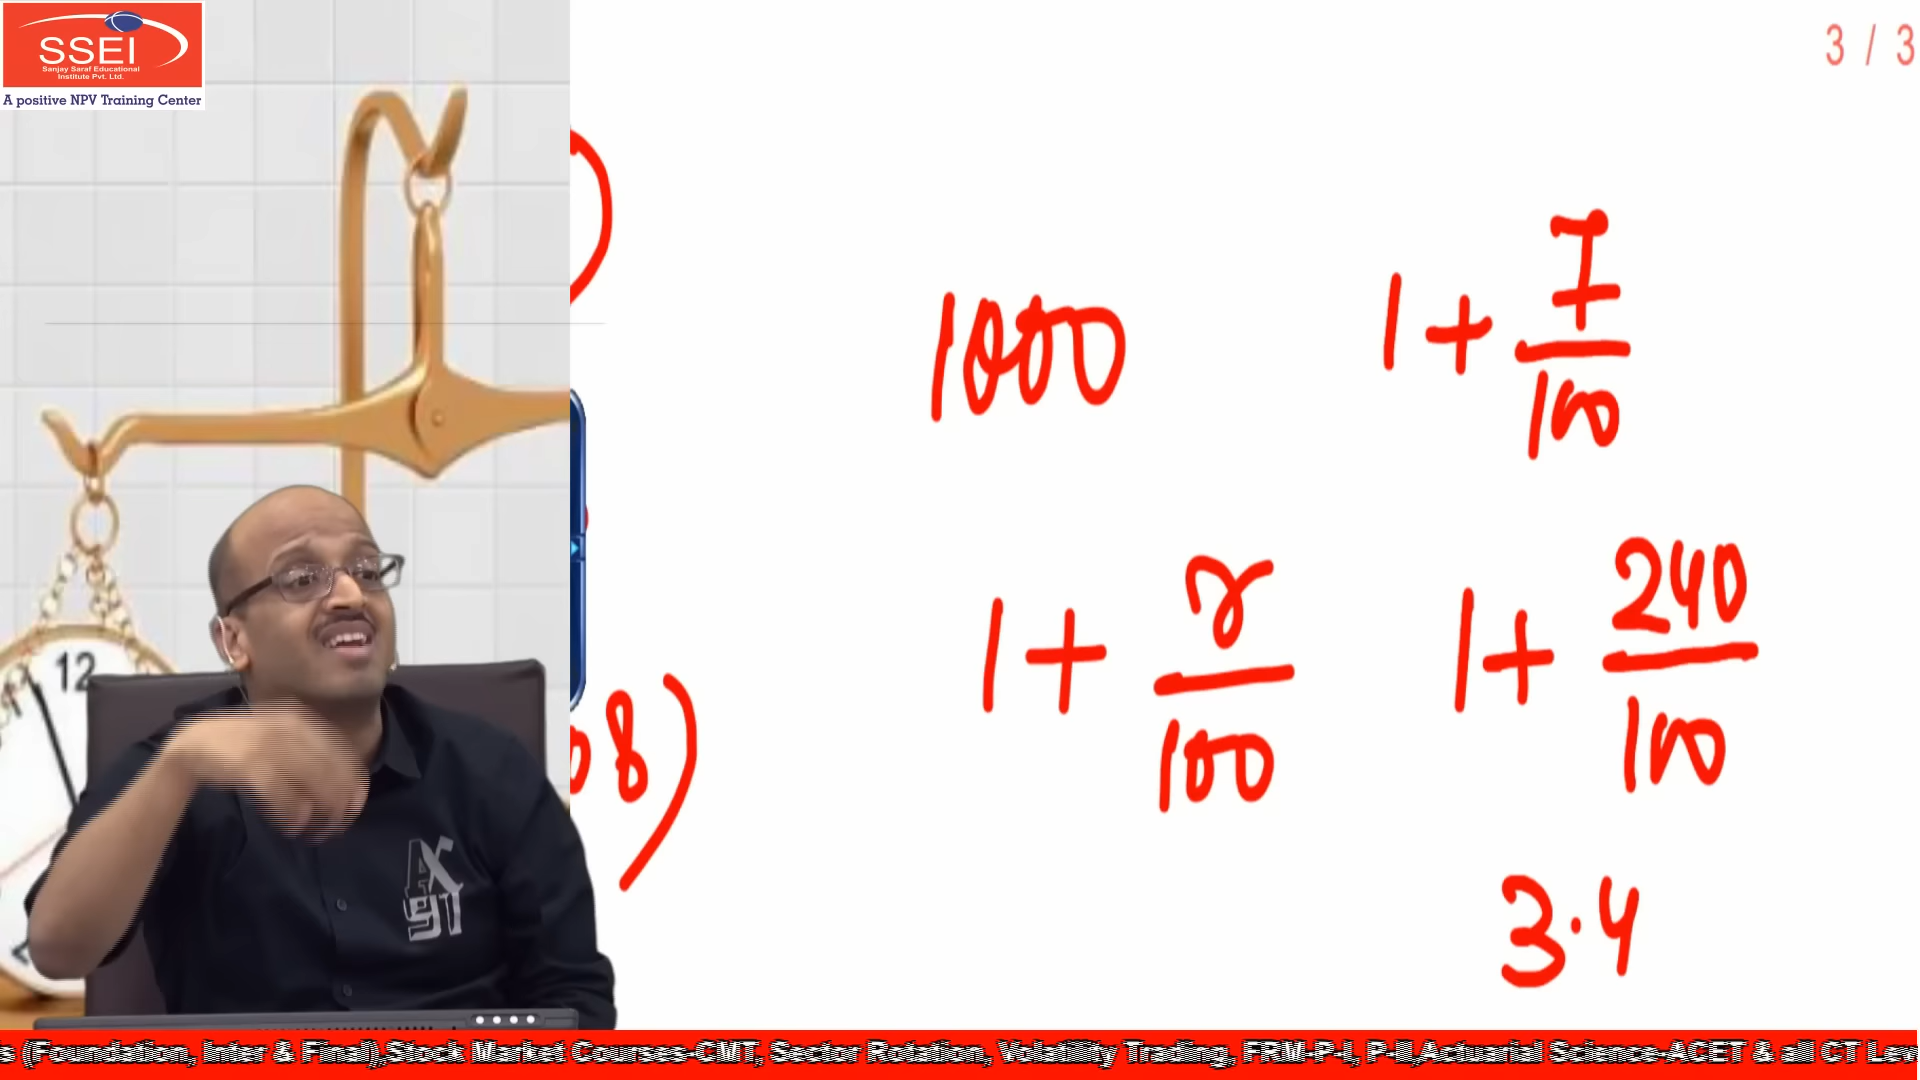 SSEI
Sanjay Saraf Educational
Institute Pvt. Ltd.
A positive NPV Training Center
3 / 3
12
1000
1 + 7/100
1 + r/100
1 + 240/100
08)
3.4
s (Foundation, Inter & Final),Stock Market Courses-CMT, Sector Rotation, Volatility Trading, FRM-P-I, P-II,Actuarial Science-ACET & all CT Lev